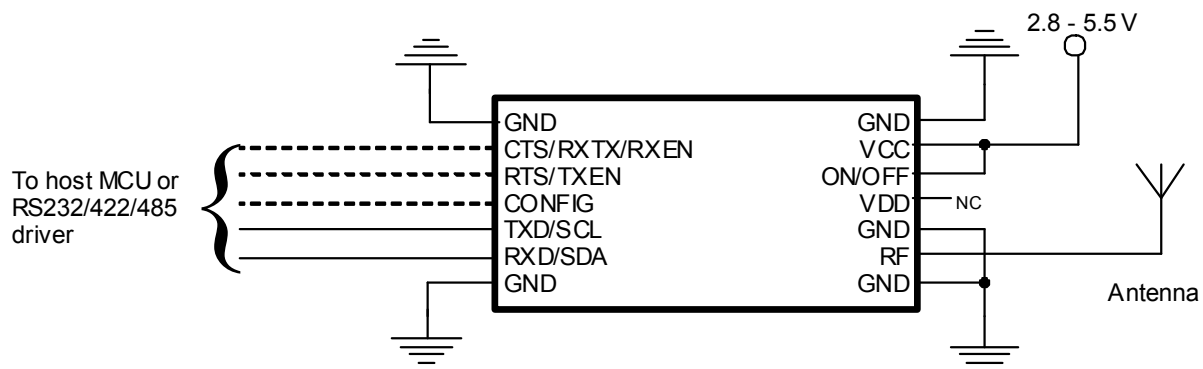 2.8 - 5.5 V
GND
CTS/RXTX/RXEN
RTS/TXEN
CONFIG
TXD/SCL
RXD/SDA
GND
GND
VCC
ON/OFF
VDD
NC
GND
RF
GND
To host MCU or
RS232/422/485
driver
Antenna